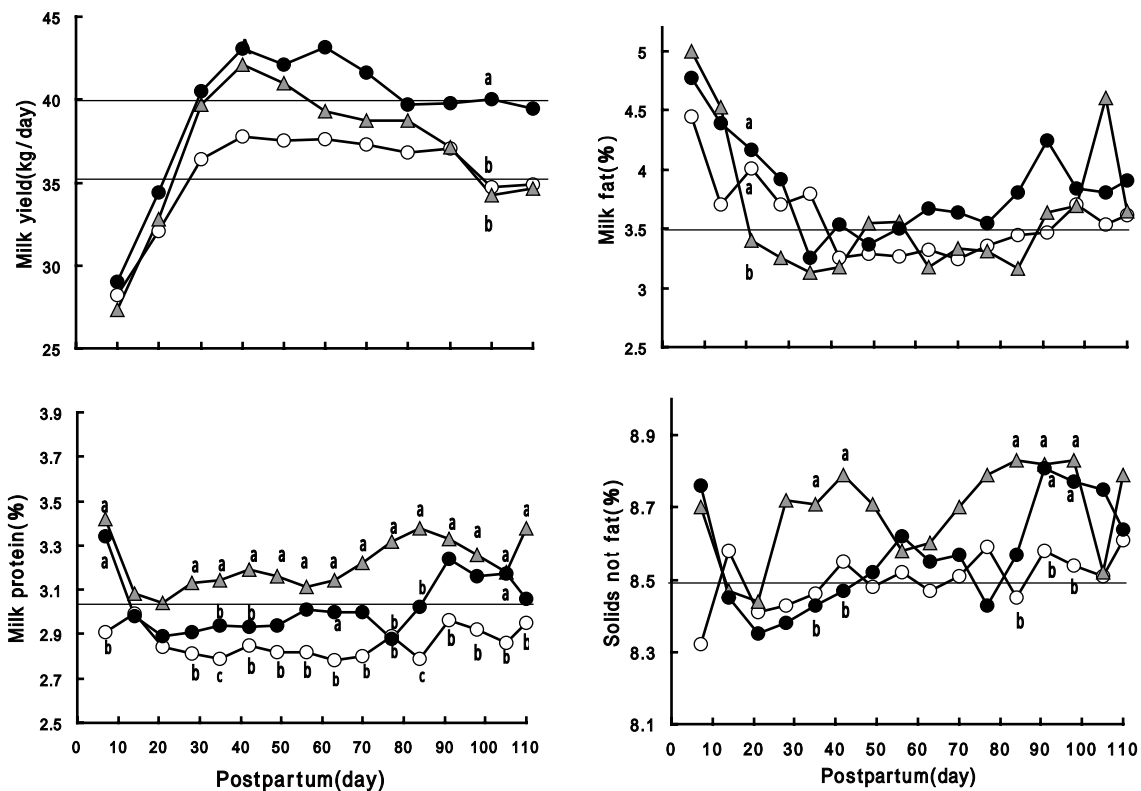 Milk yield(kg/day)
45
40
35
30
25
a
b
b
Milk fat(%)
5
4.5
4
3.5
3
2.5
a
a
b
Milk protein(%)
3.9
3.7
3.5
3.3
3.1
2.9
2.7
2.5
a a a a a a a a a a a a a a
a b b a b b a
b b c b b b b b b c b b b b
0 10 20 30 40 50 60 70 80 90 100 110
Postpartum(day)
Solids not fat(%)
8.9
8.7
8.5
8.3
8.1
a a a a a
a a
b b b b b
0 10 20 30 40 50 60 70 80 90 100 110
Postpartum(day)